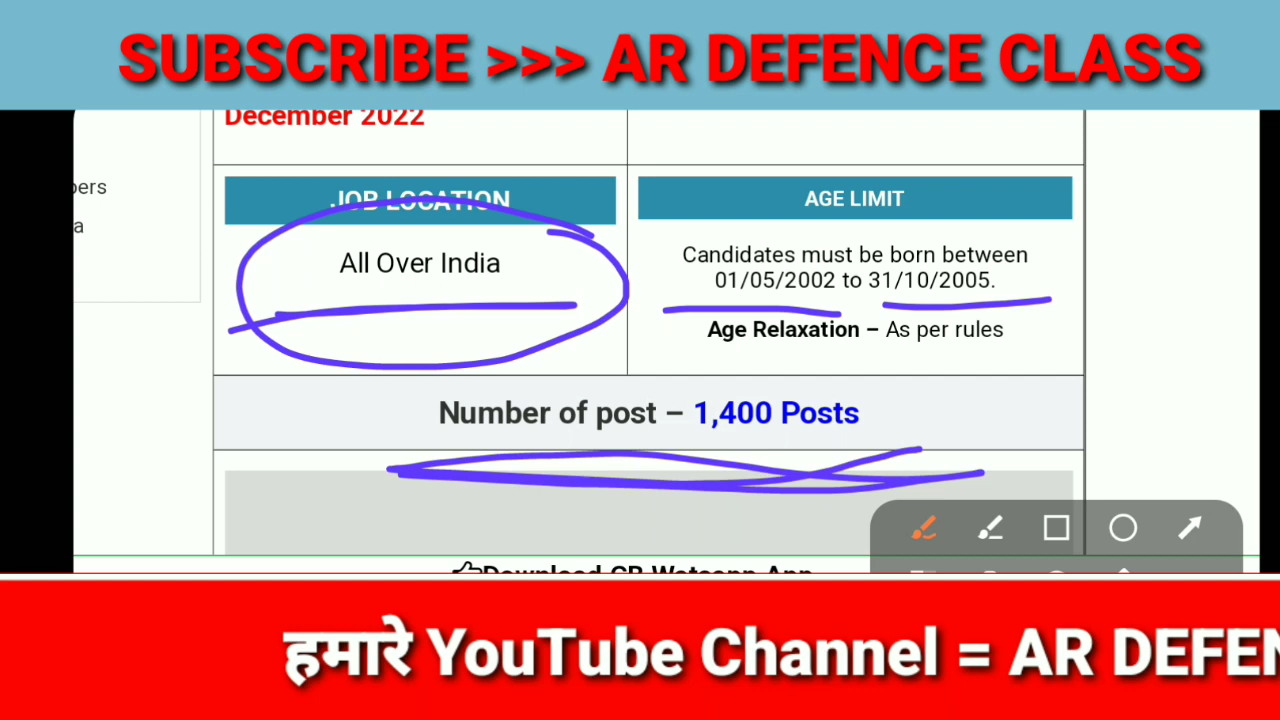 SUBSCRIBE >>> AR DEFENCE CLASS
December 2022
JOB LOCATION
All Over India
AGE LIMIT
Candidates must be born between
01/05/2002 to 31/10/2005.
Age Relaxation – As per rules
Number of post – 1,400 Posts
हमारे YouTube Channel = AR DEFEN